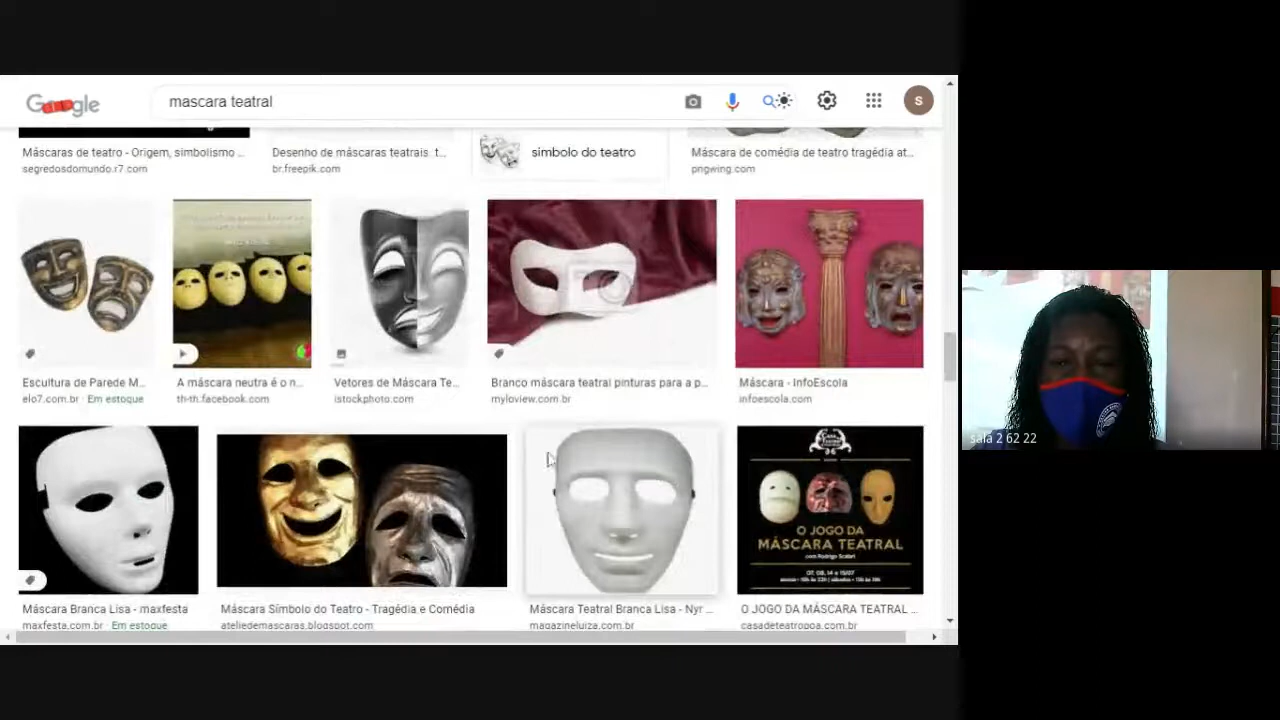 Google
mascara teatral
S
Máscaras de teatro - Origem, simbolismo ...
segredosdomundo.r7.com
Desenho de máscaras teatrais t...
br.freepik.com
simbolo do teatro
Máscara de comédia de teatro tragédia at...
pngwing.com
Escultura de Parede M...
elo7.com.br · Em estoque
A máscara neutra é o n...
th-th.facebook.com
Vetores de Máscara Te...
istockphoto.com
Branco máscara teatral pinturas para a p...
myloview.com.br
Máscara - InfoEscola
infoescola.com
O JOGO DA
MÁSCARA TEATRAL
com Rodrigo Scalari
Máscara Branca Lisa - maxfesta
maxfesta.com.br · Em estoque
Máscara Símbolo do Teatro - Tragédia e Comédia
ateliedemascaras.blogspot.com
Máscara Teatral Branca Lisa - Nyr ...
magazineluiza.com.br
O JOGO DA MÁSCARA TEATRAL ...
casadeteatropoa.com.br
sala 2 62 22